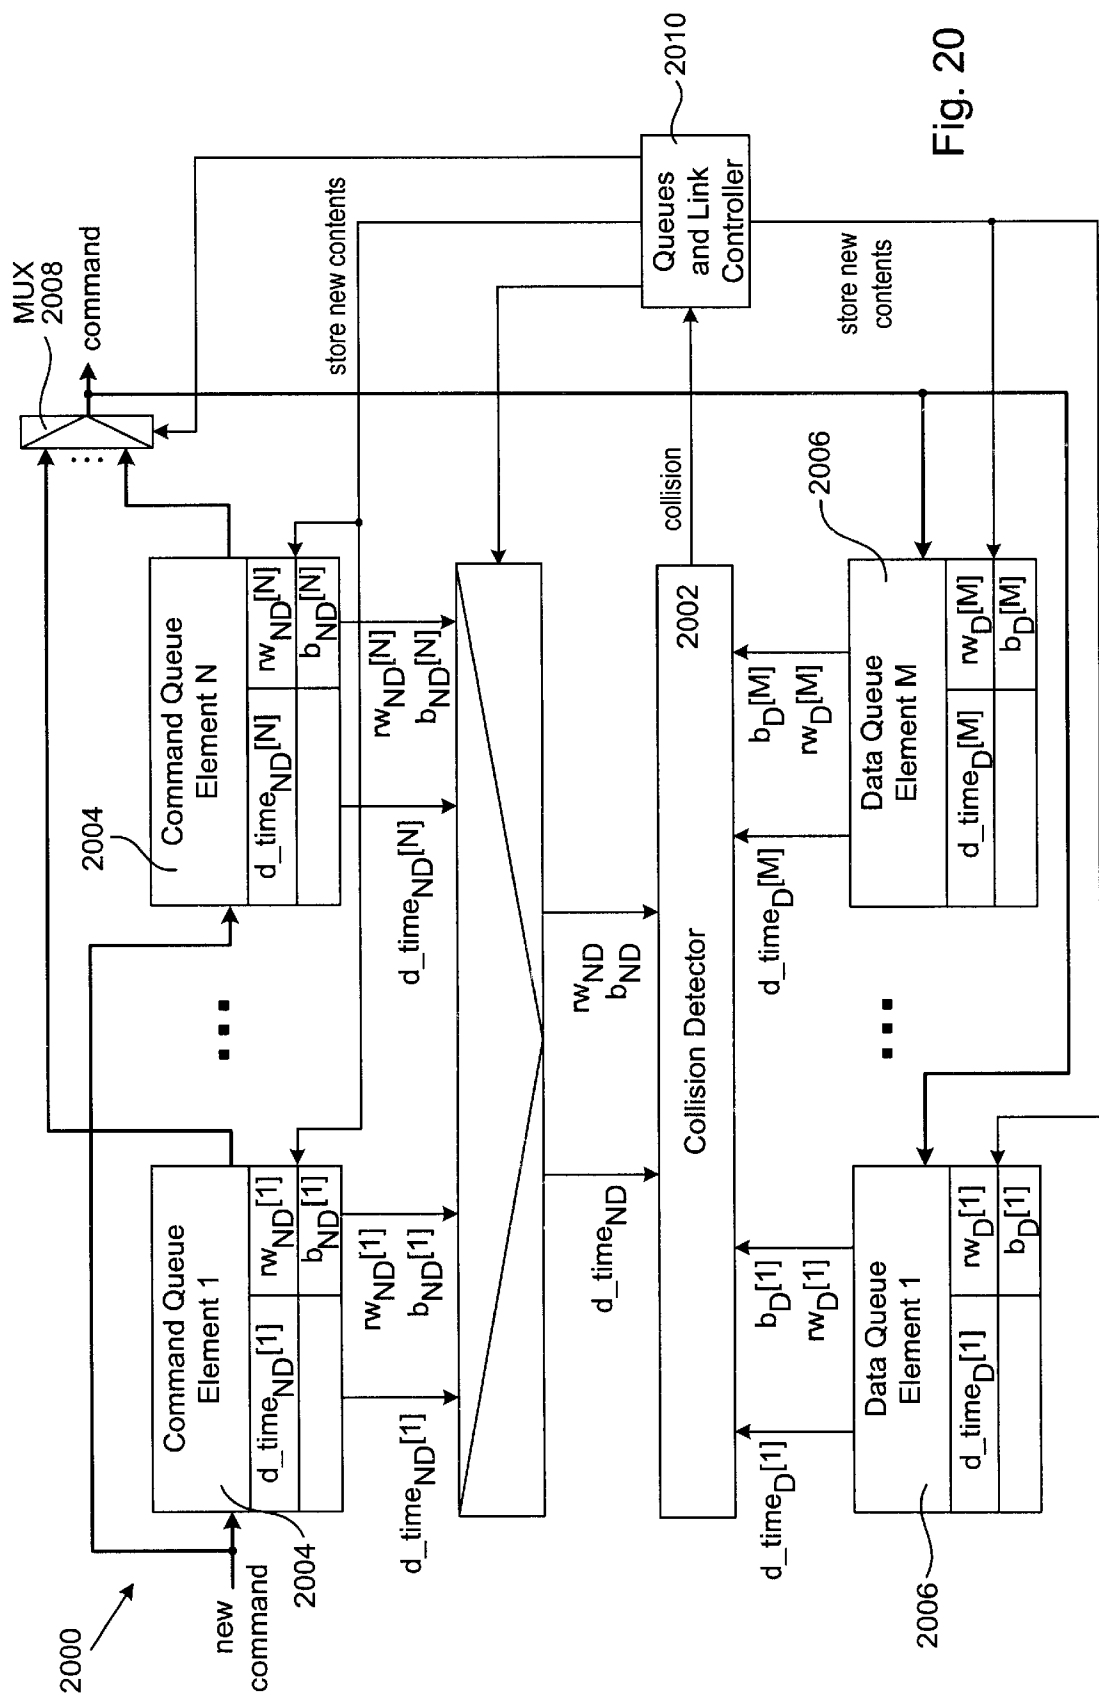 2000
new
command
2004
Command Queue
Element 1
d_timeND[1]
rwND[1]
bND[1]
2004
Command Queue
Element N
d_timeND[N]
rwND[N]
bND[N]
MUX
2008
command
...
store new contents
d_timeND[1]
rwND[1]
bND[1]
d_timeND[N]
rwND[N]
bND[N]
d_timeND
rwND
bND
Collision Detector
2002
collision
Queues
and Link
Controller
2010
store new
contents
d_timeD[1]
bD[1]
rwD[1]
d_timeD[M]
bD[M]
rwD[M]
2006
Data Queue
Element 1
d_timeD[1]
rwD[1]
bD[1]
2006
Data Queue
Element M
d_timeD[M]
rwD[M]
bD[M]
Fig. 20